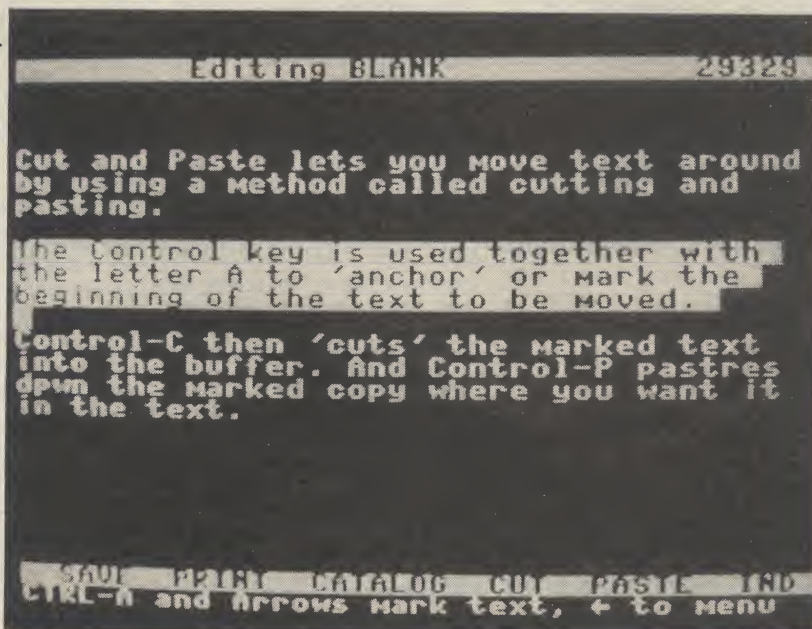 Editing BLANK 29329
Cut and Paste lets you move text around
by using a method called cutting and
pasting.
The Control key is used together with
the letter A to 'anchor' or mark the
beginning of the text to be moved.
Control-C then 'cuts' the marked text
into the buffer. And Control-P pastres
dpwn the marked copy where you want it
in the text.
SAVE PRINT CATALOG CUT PASTE IND
CTRL-A and Arrows mark text, ← to menu